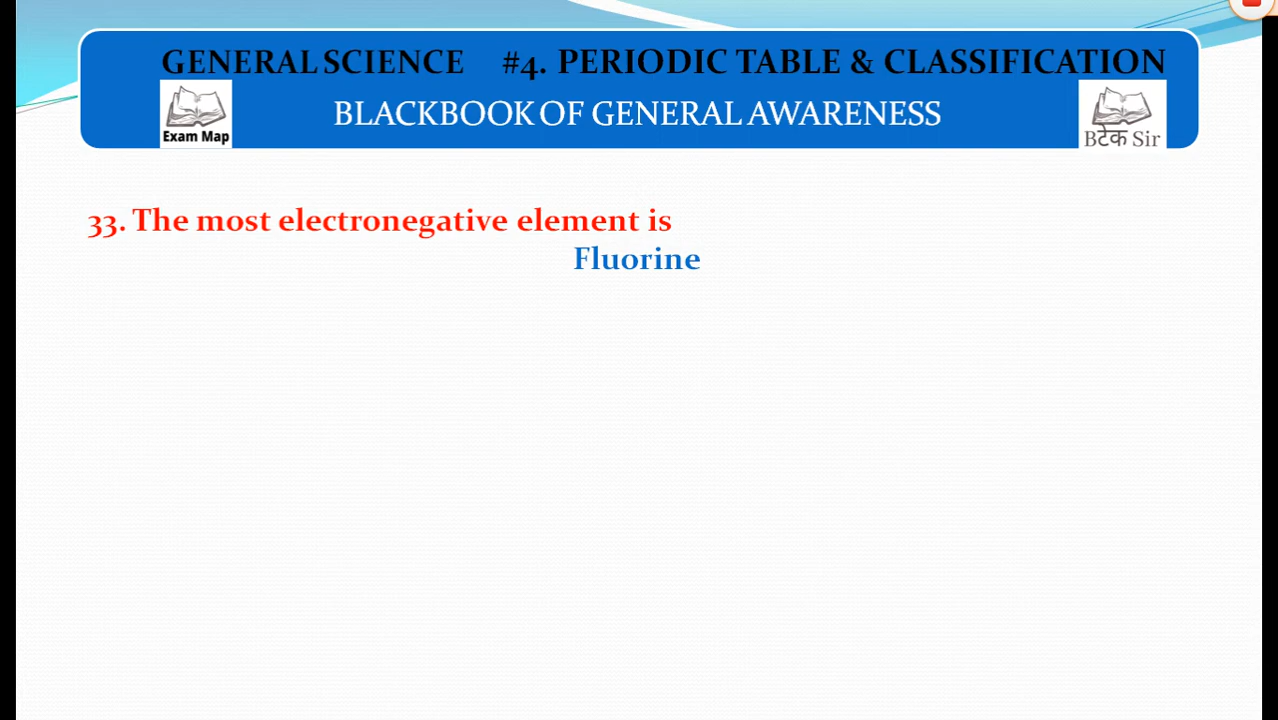 GENERAL SCIENCE #4. PERIODIC TABLE & CLASSIFICATION
BLACKBOOK OF GENERAL AWARENESS
Exam Map
Bटेक Sir
33. The most electronegative element is
Fluorine